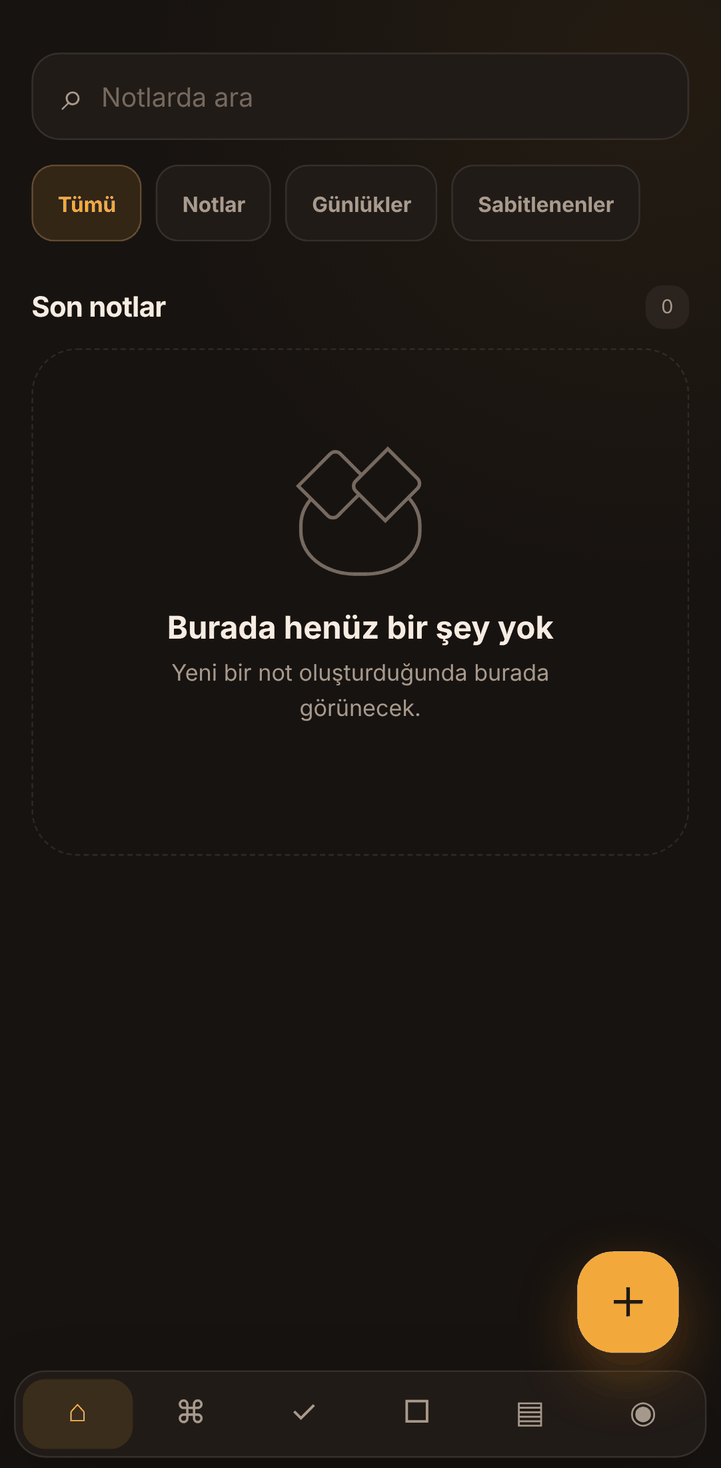 Notlarda ara
Tümü
Notlar
Günlükler
Sabitlenenler
Son notlar
0
Burada henüz bir şey yok
Yeni bir not oluşturduğunda burada
görünecek.